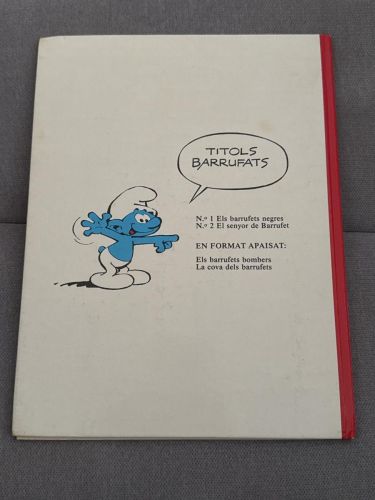 TITOLS
BARRUFATS
N.º 1 Els barrufets negres
N.º 2 El senyor de Barrufet
EN FORMAT APAISAT:
Els barrufets bombers
La cova dels barrufets